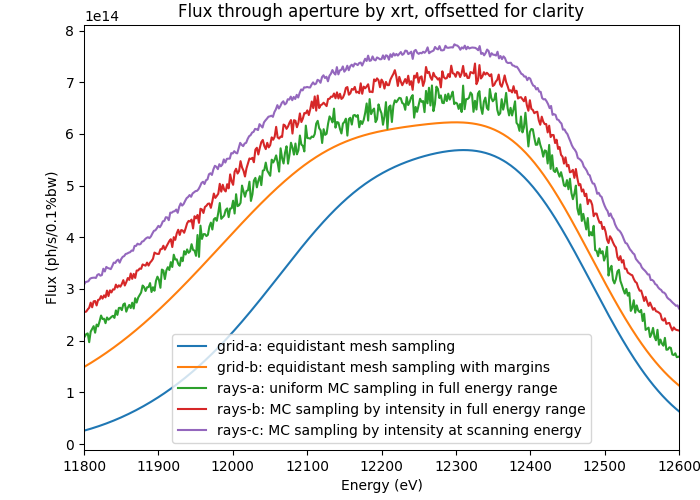 Flux through aperture by xrt, offsetted for clarity
1e14
8
7
6
5
4
3
2
1
0
Flux (ph/s/0.1%bw)
grid-a: equidistant mesh sampling
grid-b: equidistant mesh sampling with margins
rays-a: uniform MC sampling in full energy range
rays-b: MC sampling by intensity in full energy range
rays-c: MC sampling by intensity at scanning energy
11800 11900 12000 12100 12200 12300 12400 12500 12600
Energy (eV)